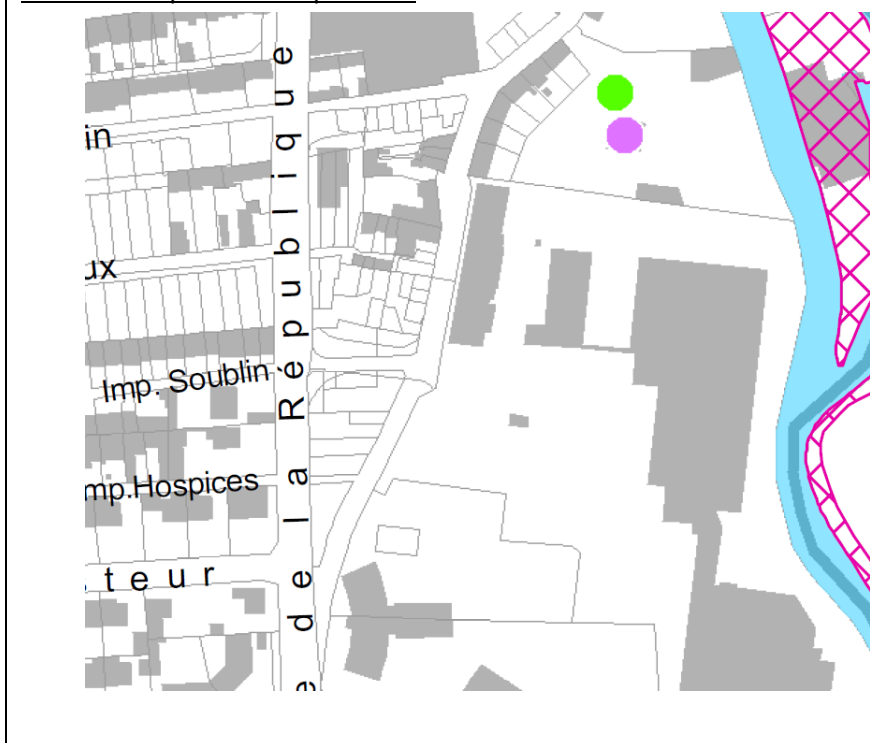 in
ux
Imp. Soublin
mp.Hospices
teur
e de la République